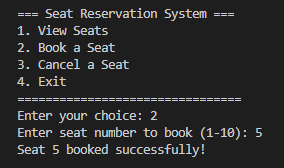 === Seat Reservation System ===
1. View Seats
2. Book a Seat
3. Cancel a Seat
4. Exit
================================
Enter your choice: 2
Enter seat number to book (1-10): 5
Seat 5 booked successfully!